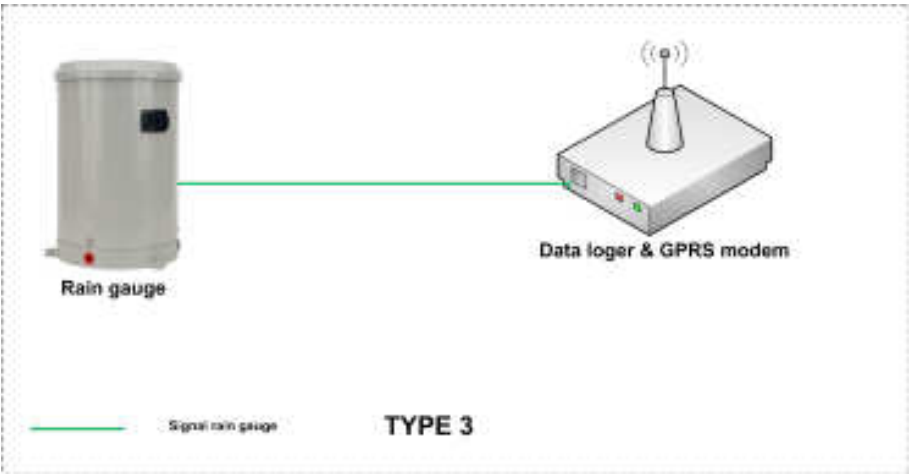 Data loger & GPRS modem
Rain gauge
Signal rain gauge
TYPE 3